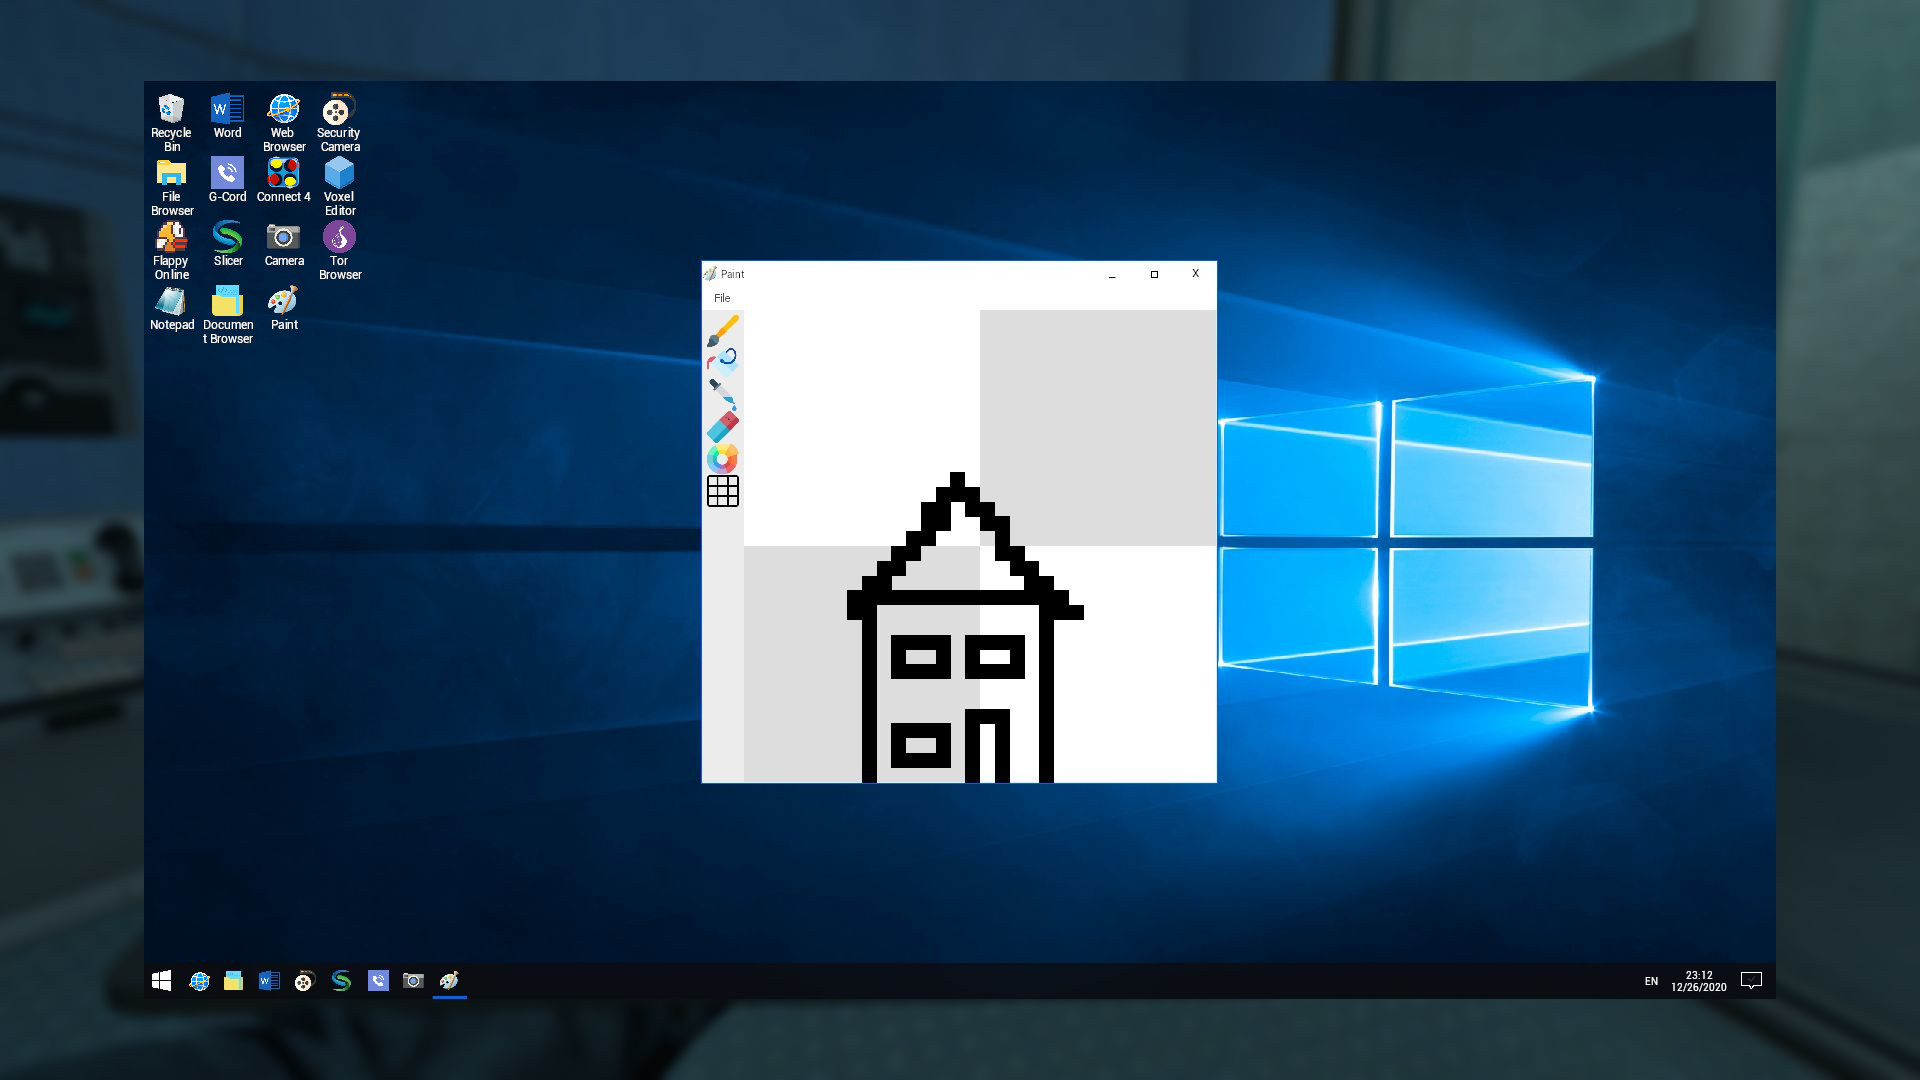 Recycle Bin
Word
Web Browser
Security Camera
File Browser
G-Cord
Connect 4
Voxel Editor
Flappy Online
Slicer
Camera
Tor Browser
Notepad
Documen
t Browser
Paint
Paint
_
X
File
W
W
EN
23:12
12/26/2020